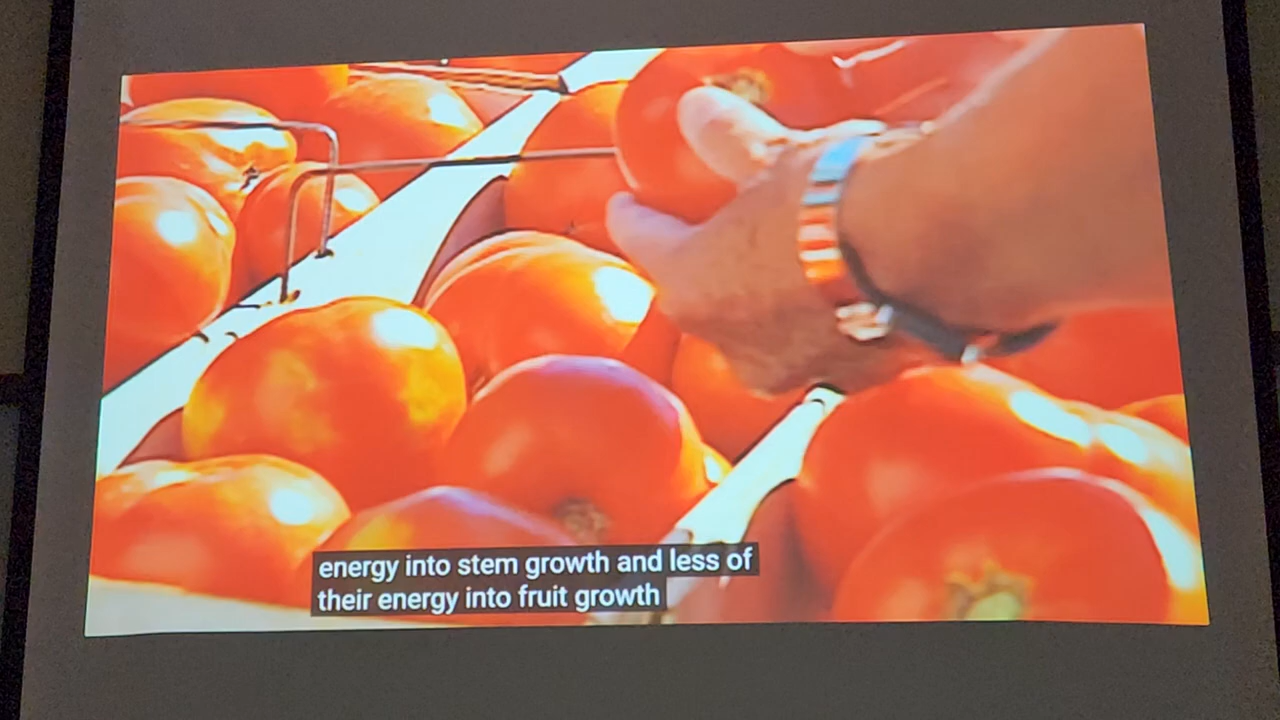 energy into stem growth and less of
their energy into fruit growth